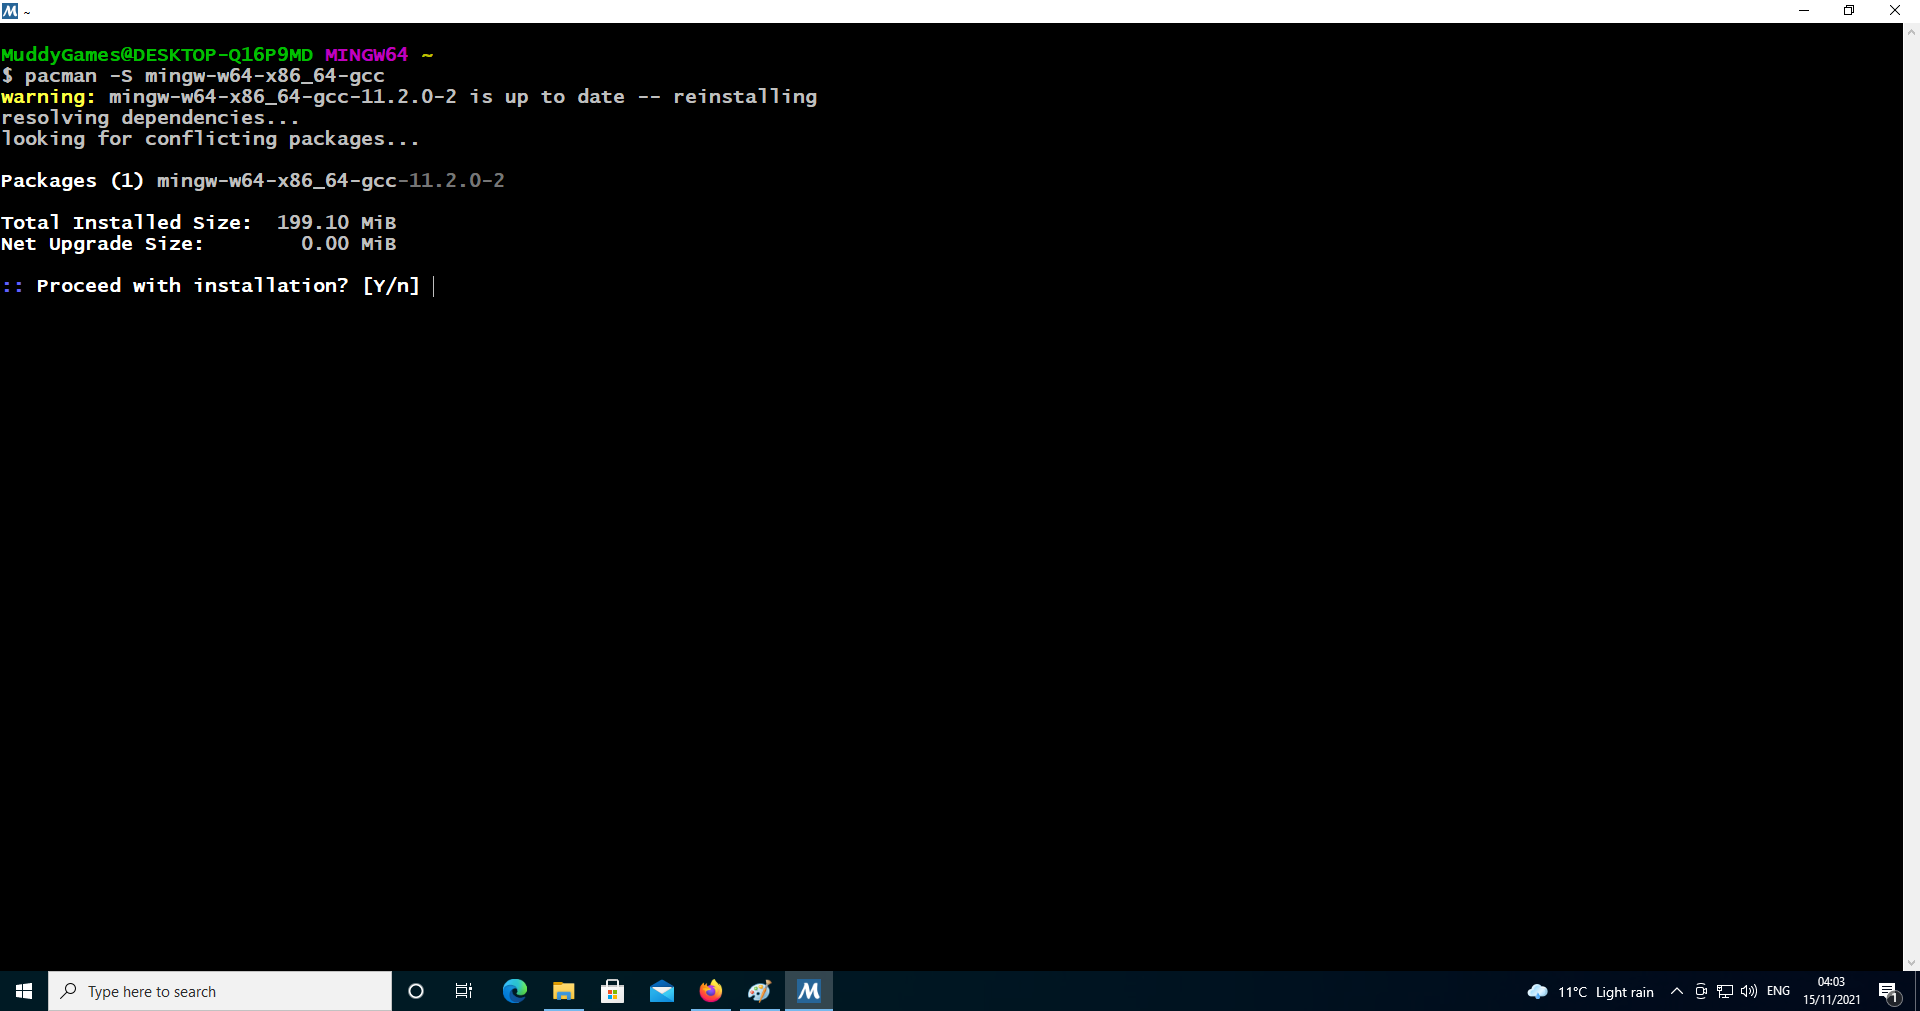 ~
MuddyGames@DESKTOP-Q16P9MD MINGW64 ~
$ pacman -S mingw-w64-x86_64-gcc
warning: mingw-w64-x86_64-gcc-11.2.0-2 is up to date -- reinstalling
resolving dependencies...
looking for conflicting packages...
Packages (1) mingw-w64-x86_64-gcc-11.2.0-2
Total Installed Size:  199.10 MiB
Net Upgrade Size:        0.00 MiB
:: Proceed with installation? [Y/n]
Type here to search
11°C Light rain
ENG
04:03
15/11/2021
1